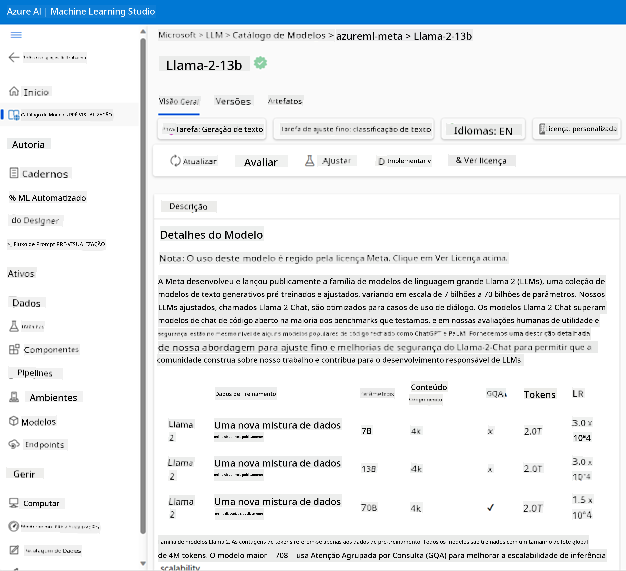 Azure AI | Machine Learning Studio
Microsoft > LLM > Catálogo de Modelos > azureml-meta > Llama-2-13b
Llama-2-13b
Visão Geral
Versões
Artefatos
Tarefa: Geração de texto
Tarefa de ajuste fino: classificação de texto
Idiomas: EN
Licença: personalizada
Atualizar
Avaliar
Ajustar
Implementar
& Ver licença
Início
Autoria
Cadernos
% ML Automatizado
do Designer
Ativos
Dados
Componentes
Pipelines
Ambientes
Modelos
Endpoints
Gerir
Computar
Descrição
Detalhes do Modelo
Nota: O uso deste modelo é regido pela licença Meta. Clique em Ver Licença acima.
A Meta desenvolveu e lançou publicamente a família de modelos de linguagem grande Llama 2 (LLMs), uma coleção de
modelos de texto generativos pré treinados e ajustados, variando em escala de 7 bilhões a 70 bilhões de parâmetros. Nossos
LLMs ajustados, chamados Llama 2 Chat, são otimizados para casos de uso de diálogo. Os modelos Llama 2 Chat superam
modelos de chat de código aberto na maioria dos benchmarks que testamos, e em nossas avaliações humanas de utilidade e
segurança, estão no mesmo nível de alguns modelos populares de código fechado como ChatGPT e PaLM. Fornecemos uma descrição detalhada
de nossa abordagem para ajuste fino e melhorias de segurança do Llama-2-Chat para permitir que a
comunidade construa sobre nosso trabalho e contribua para o desenvolvimento responsável de LLMs
Dados de Treinamento
Conteúdo
GQA
Tokens
LR
Llama 2
Uma nova mistura de dados
7B
4k
x
2.0T
3.0 x
10^4
Llama 2
Uma nova mistura de dados
13B
4k
x
2.0T
3.0 x
10^4
Llama 2
Uma nova mistura de dados
70B
4k
✓
2.0T
1.5 x
10^4
de 4M tokens. O modelo maior 70B usa Atenção Agrupada por Consulta (GQA) para melhorar a escalabilidade de inferência
scalability